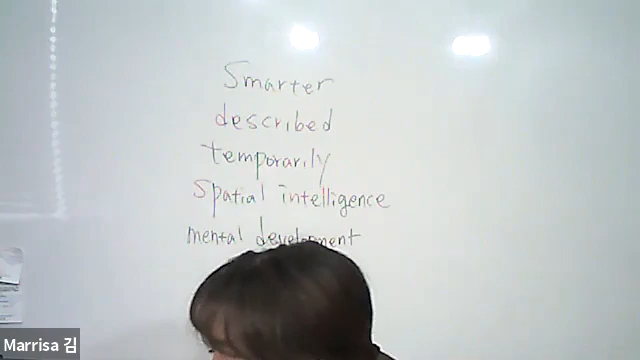 Smarter
described
temporarily
Spatial intelligence
mental development
Marrisa 김